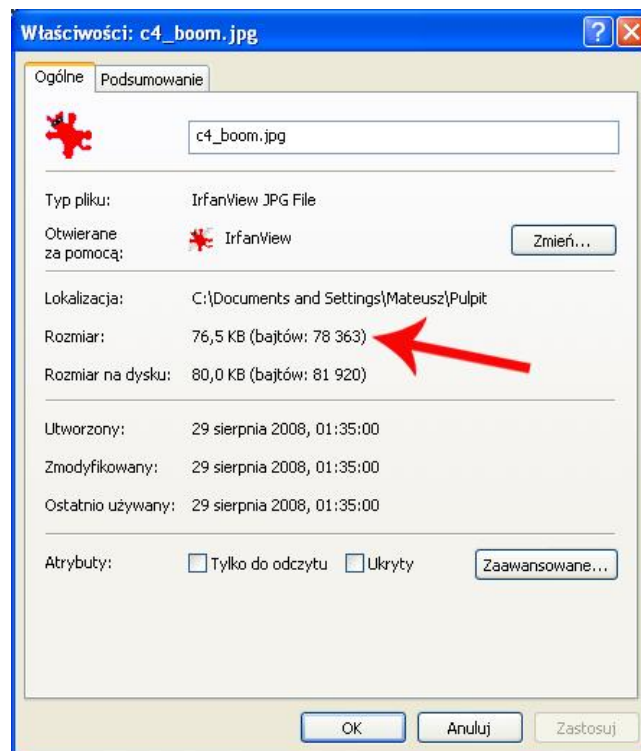 Właściwości: c4_boom.jpg
Ogólne Podsumowanie
c4_boom.jpg
Typ pliku: IrfanView JPG File
Otwierane za pomocą: IrfanView Zmień...
Lokalizacja: C:\Documents and Settings\Mateusz\Pulpit
Rozmiar: 76,5 KB (bajtów: 78 363)
Rozmiar na dysku: 80,0 KB (bajtów: 81 920)
Utworzony: 29 sierpnia 2008, 01:35:00
Zmodyfikowany: 29 sierpnia 2008, 01:35:00
Ostatnio używany: 29 sierpnia 2008, 01:35:00
Atrybuty: Tylko do odczytu Ukryty Zaawansowane...
OK Anuluj Zastosuj